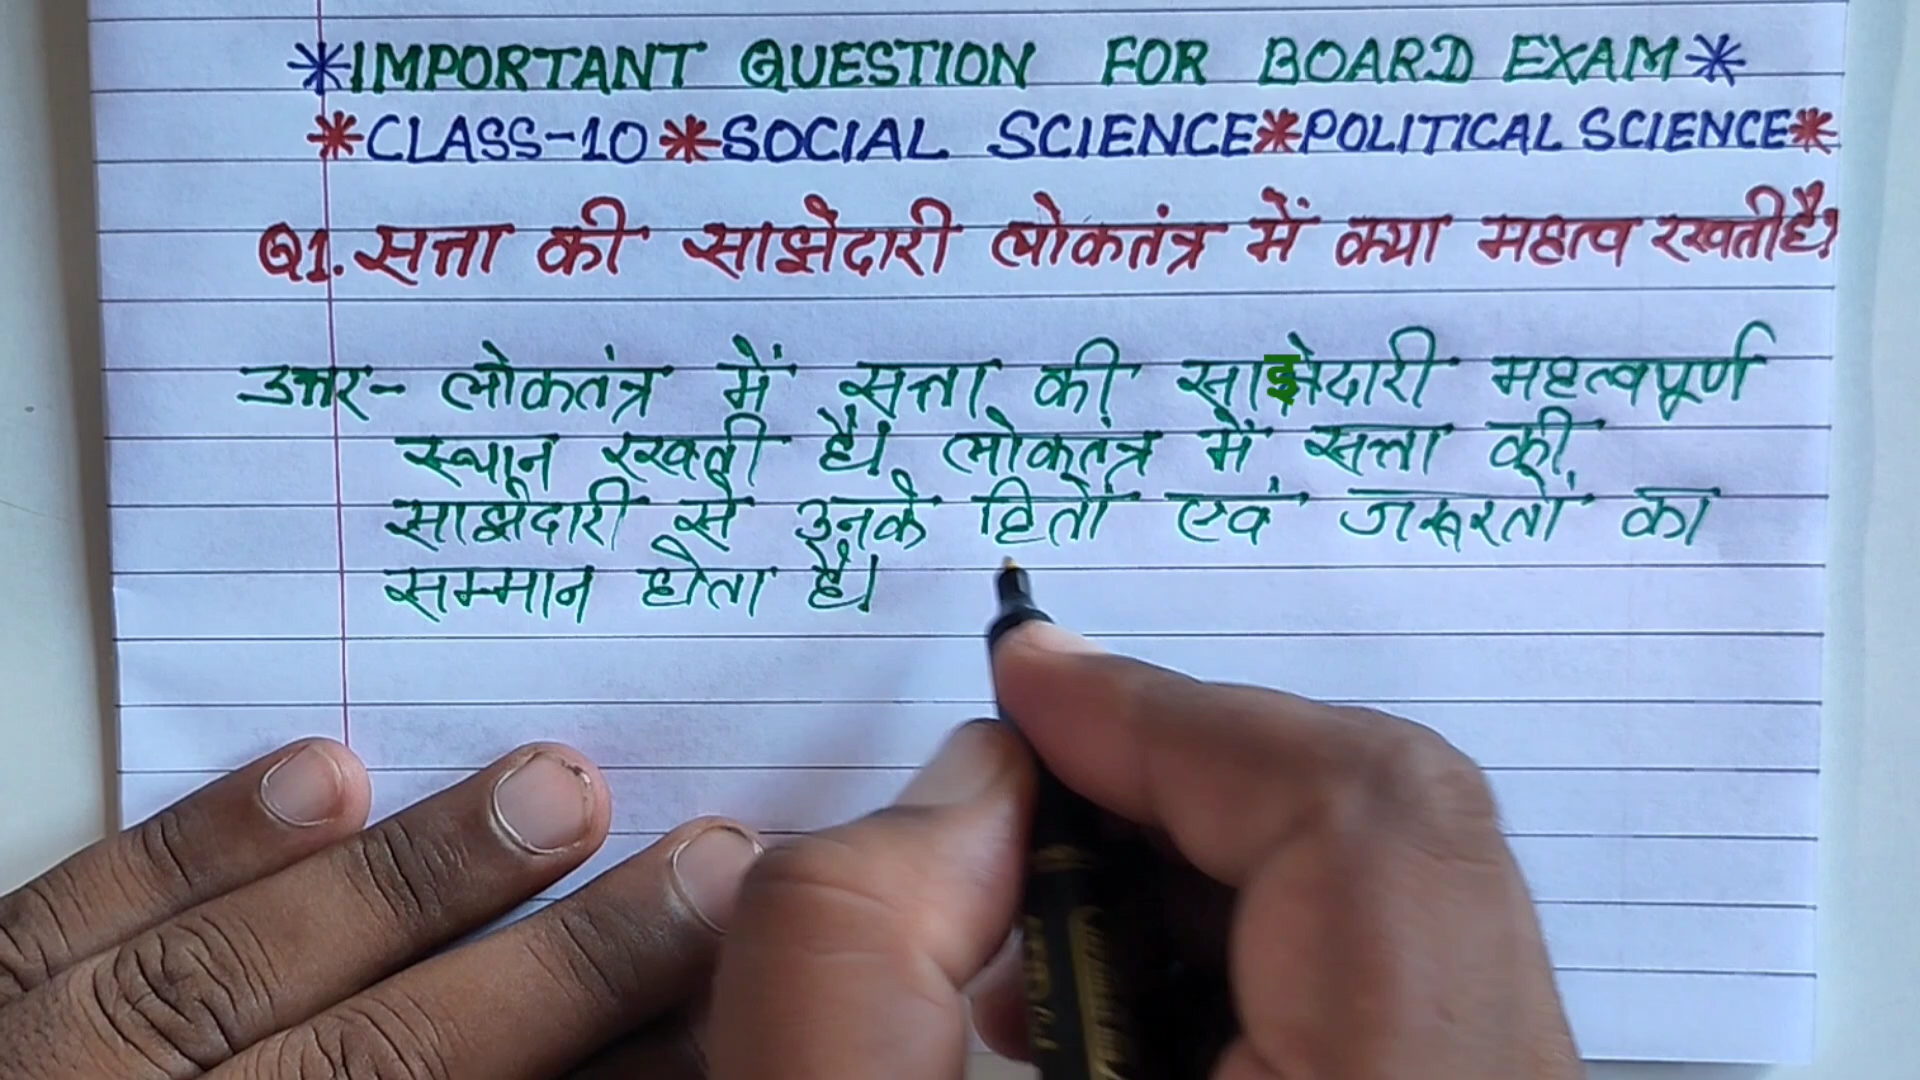 *IMPORTANT QUESTION FOR BOARD EXAM*
*CLASS-10*SOCIAL SCIENCE*POLITICAL SCIENCE*
Q1. सत्ता की साझेदारी लोकतंत्र में क्या महत्व रखती है?
उत्तर- लोकतंत्र में सत्ता की साझेदारी महत्वपूर्ण
स्थान रखती है। लोकतंत्र में सत्ता की
साझेदारी से उनके हितों एवं जरूरतों का
सम्मान होता है।